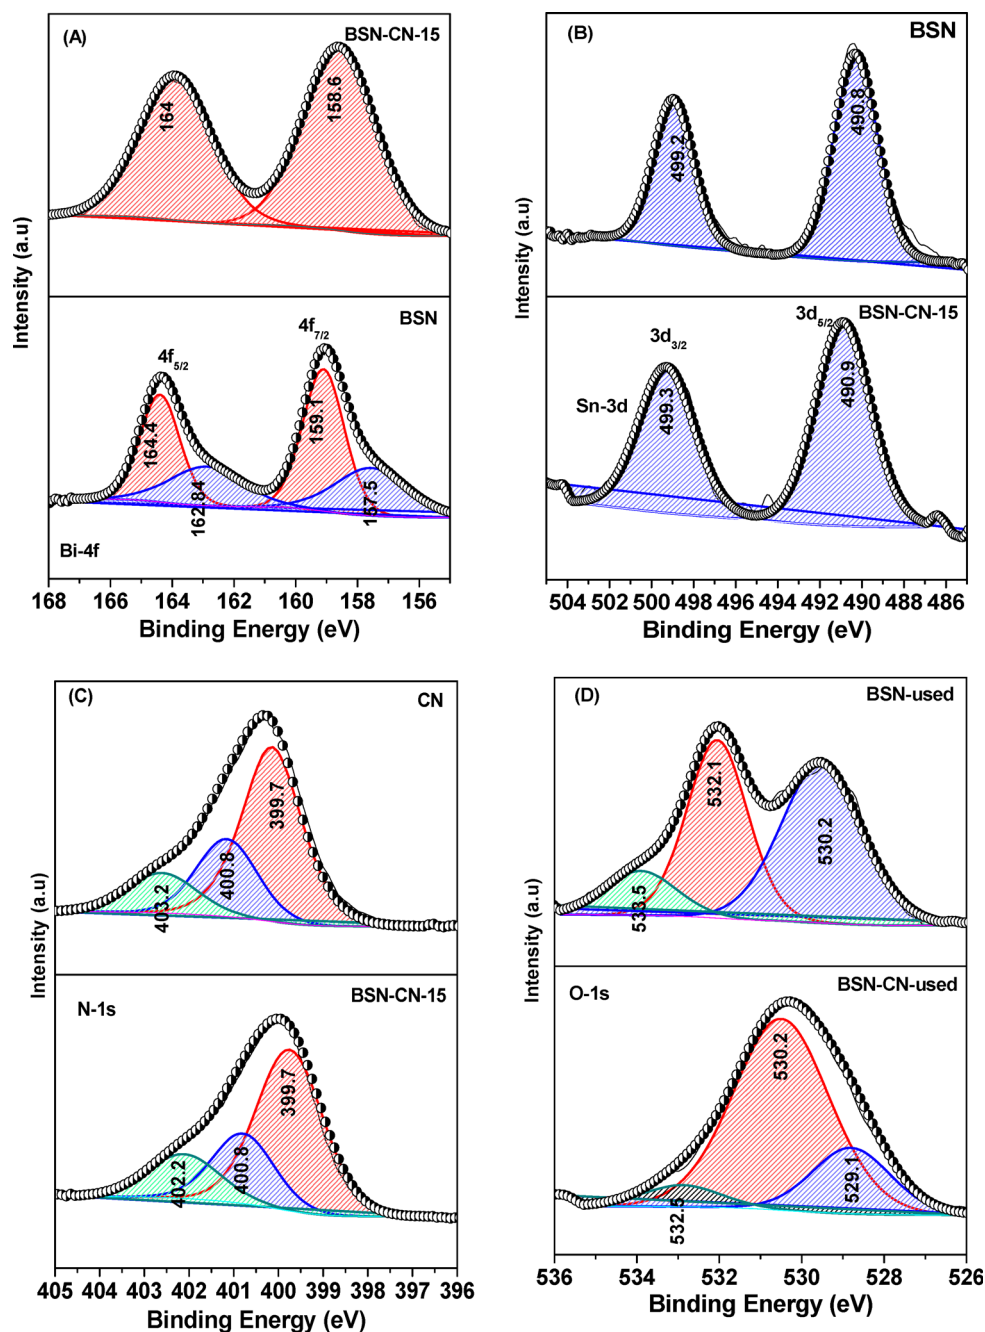 (A)
BSN-CN-15
164
158.6
BSN
4f5/2
4f7/2
164.4
162.84
159.1
157.5
Bi-4f
Intensity (a.u)
168 166 164 162 160 158 156
Binding Energy (eV)
(B)
BSN
499.2
490.8
BSN-CN-15
3d3/2
3d5/2
Sn-3d
499.3
490.9
Intensity (a.u)
504 502 500 498 496 494 492 490 488 486
Binding Energy (eV)
(C)
CN
403.2
400.8
399.7
N-1s
BSN-CN-15
402.2
400.8
399.7
Intensity (a.u)
405 404 403 402 401 400 399 398 397 396
Binding Energy (eV)
(D)
BSN-used
533.5
532.1
530.2
O-1s
BSN-CN-used
532.5
530.2
529.1
Intensity (a.u)
536 534 532 530 528 526
Binding Energy (eV)